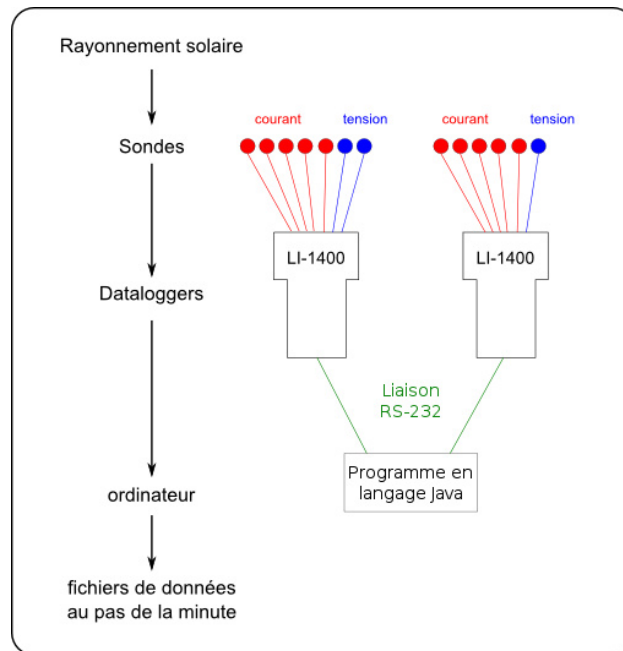 Rayonnement solaire
courant
tension
courant
tension
Sondes
LI-1400
LI-1400
Dataloggers
Liaison
RS-232
Programme en
langage Java
ordinateur
fichiers de données
au pas de la minute